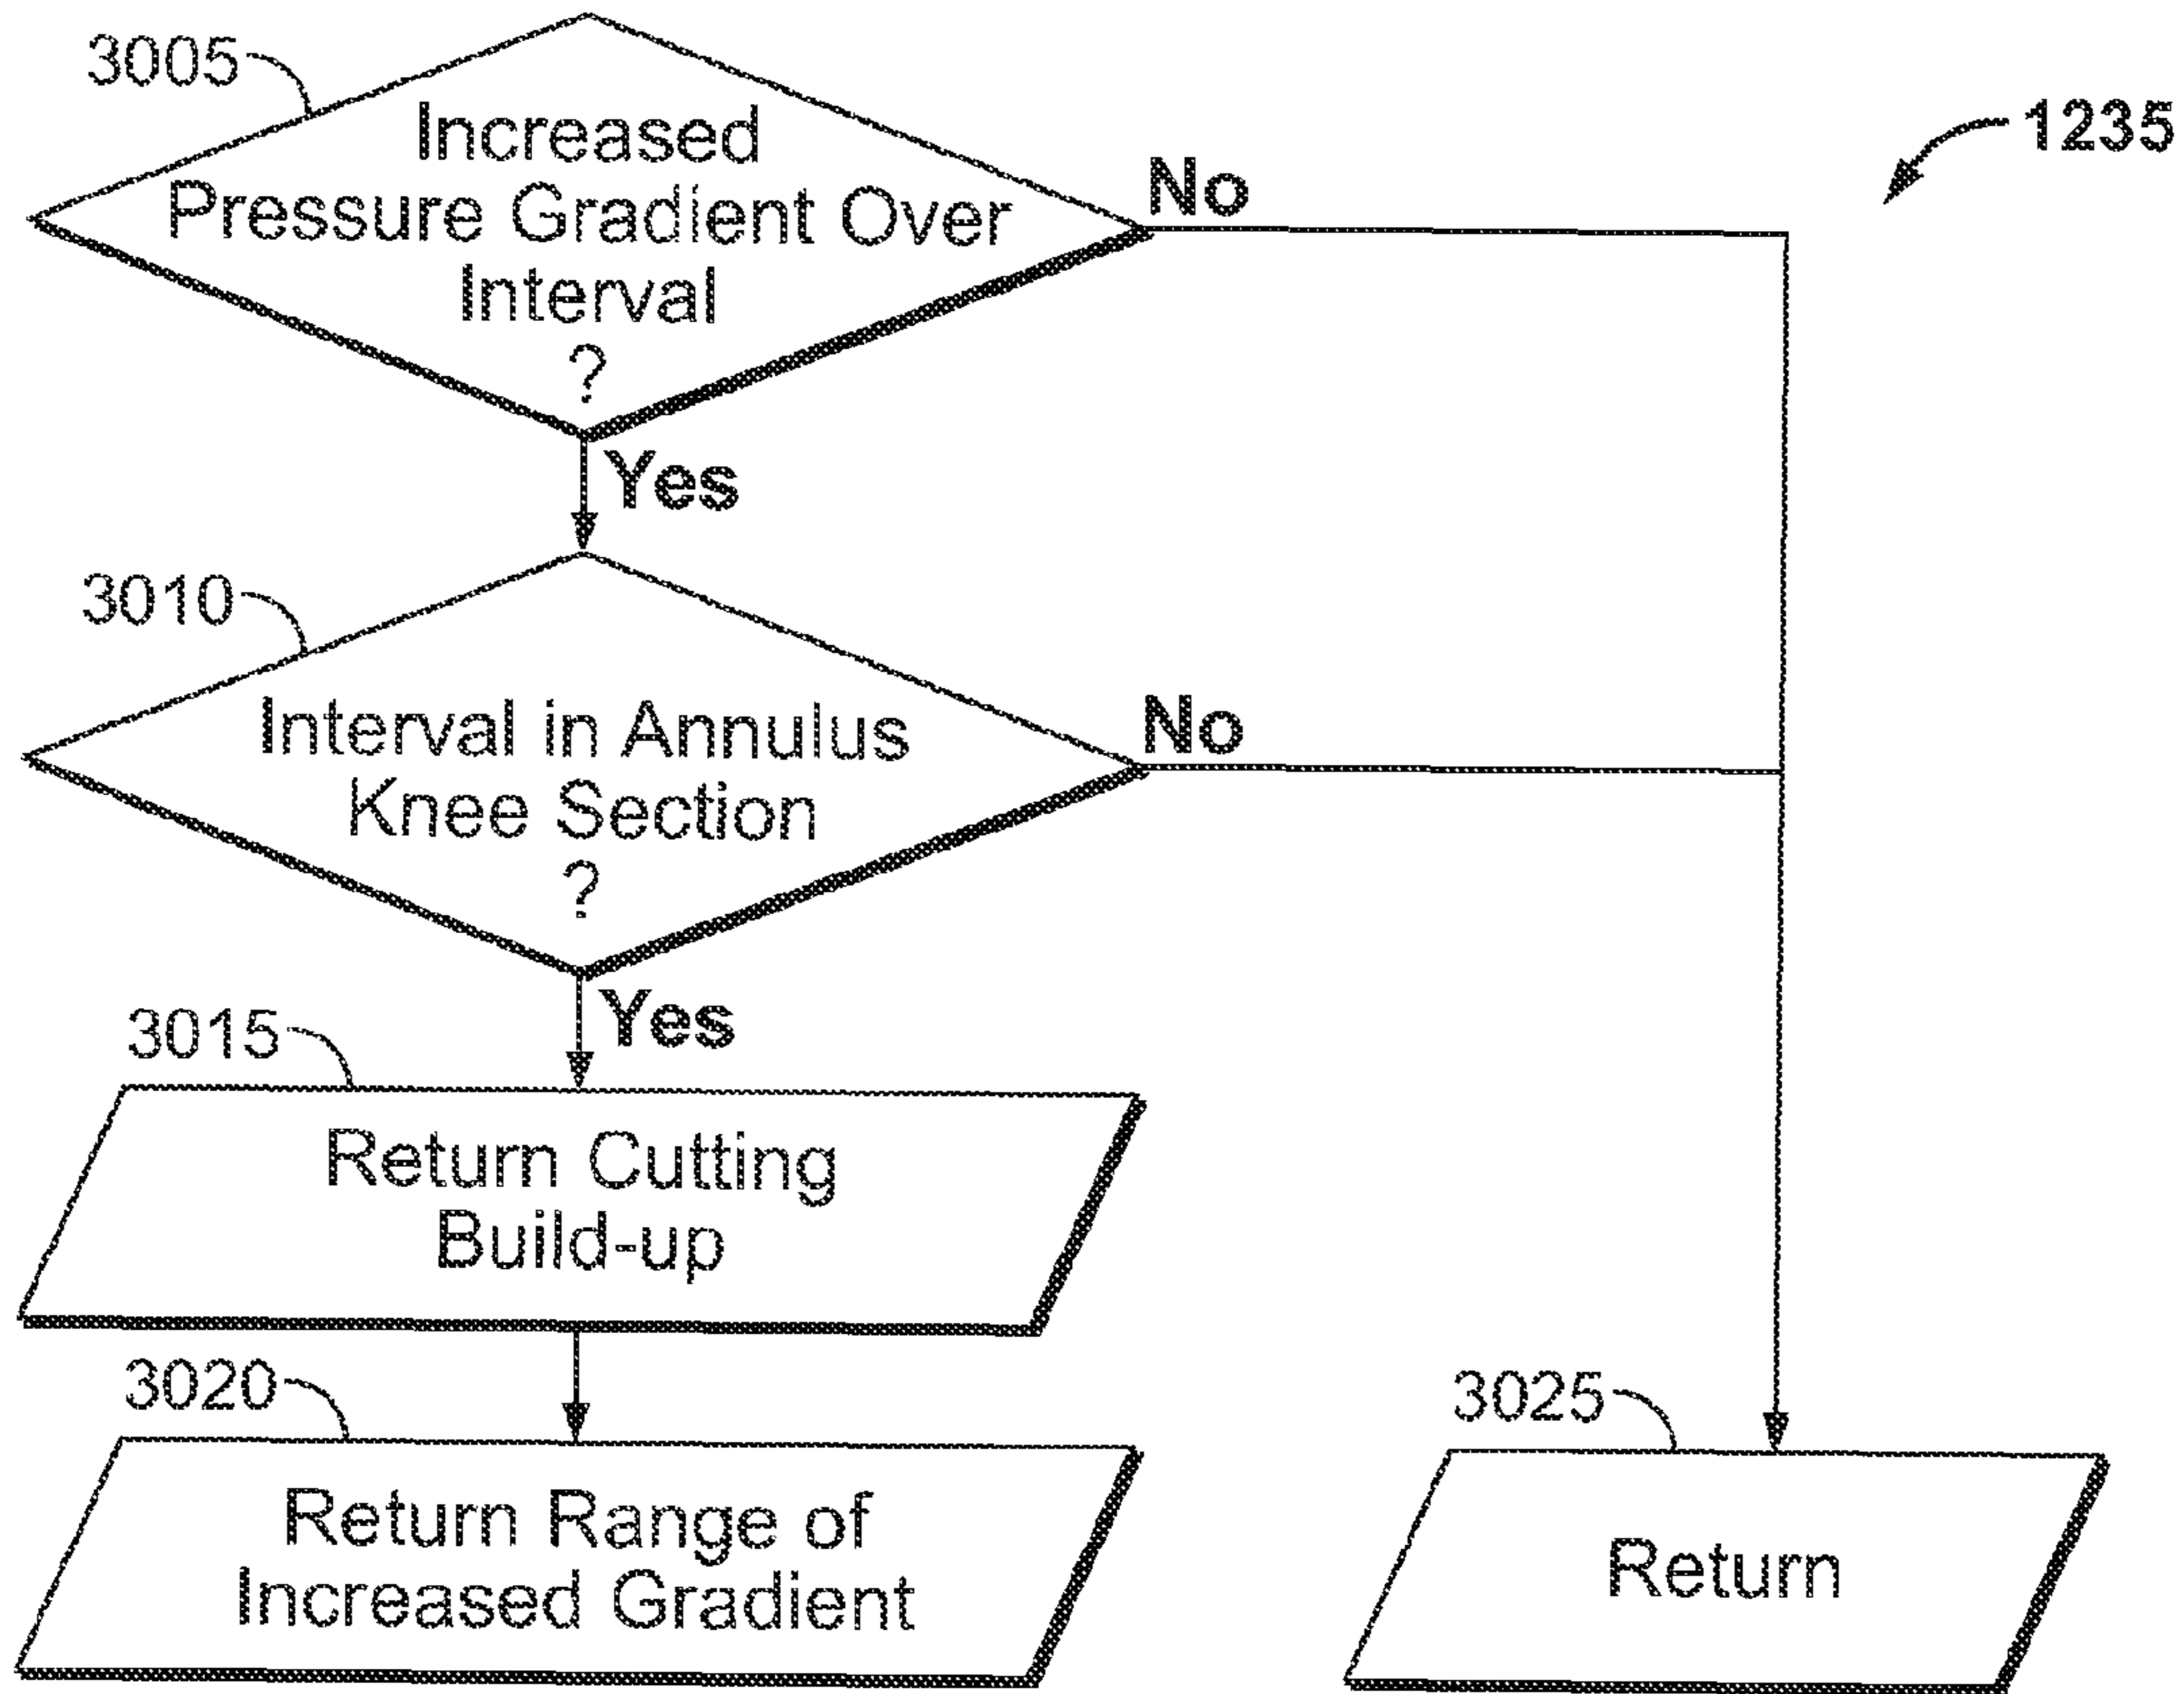 3005
Increased
Pressure Gradient Over
Interval
?
No
1235
Yes
3010
Interval in Annulus
Knee Section
?
No
Yes
3015
Return Cutting
Build-up
3020
Return Range of
Increased Gradient
3025
Return